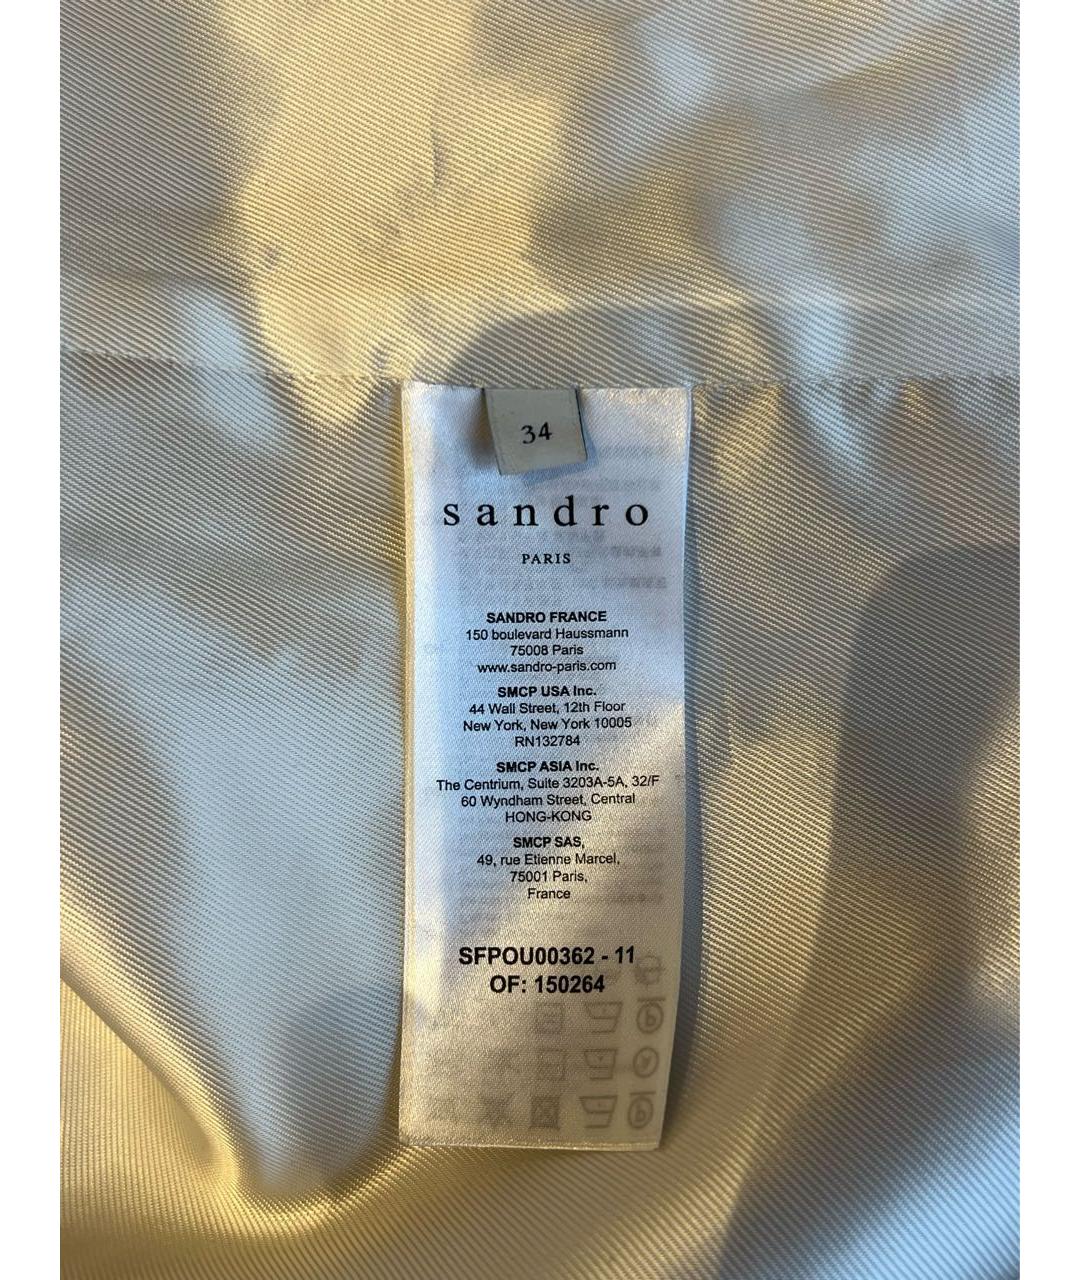 34
sandro
PARIS
SANDRO FRANCE
150 boulevard Haussmann
75008 Paris
www.sandro-paris.com
SMCP USA Inc.
44 Wall Street, 12th Floor
New York, New York 10005
RN132784
SMCP ASIA Inc.
The Centrium, Suite 3203A-5A, 32/F
60 Wyndham Street, Central
HONG-KONG
SMCP SAS,
49, rue Etienne Marcel,
75001 Paris,
France
SFPOU00362 - 11
OF: 150264